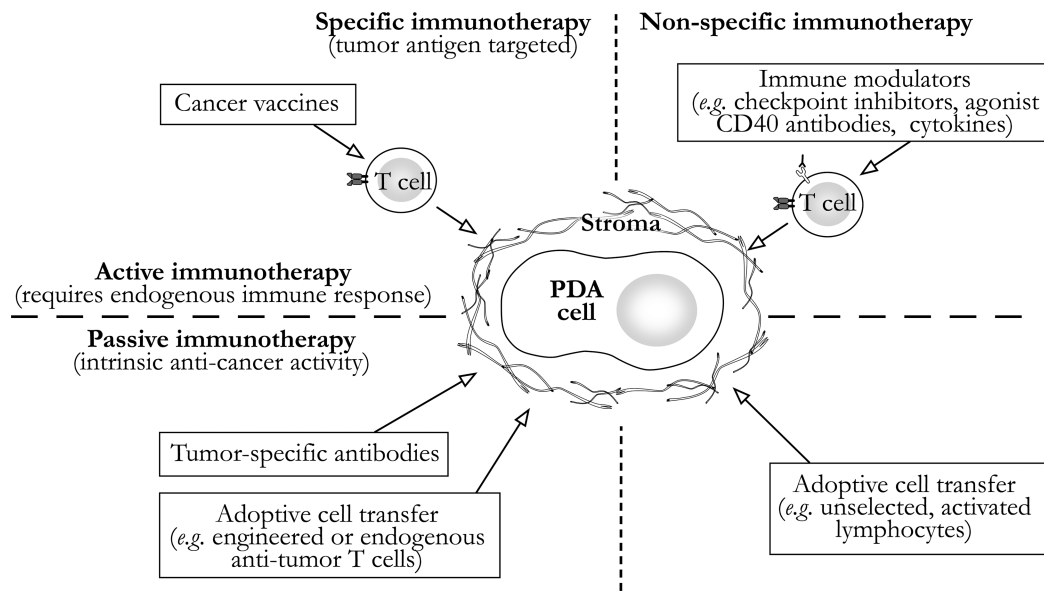 Specific immunotherapy
(tumor antigen targeted)
Non-specific immunotherapy
Cancer vaccines
Immune modulators
(e.g. checkpoint inhibitors, agonist
CD40 antibodies, cytokines)
T cell
T cell
Stroma
PDA
cell
Active immunotherapy
(requires endogenous immune response)
Passive immunotherapy
(intrinsic anti-cancer activity)
Tumor-specific antibodies
Adoptive cell transfer
(e.g. engineered or endogenous
anti-tumor T cells)
Adoptive cell transfer
(e.g. unselected, activated
lymphocytes)